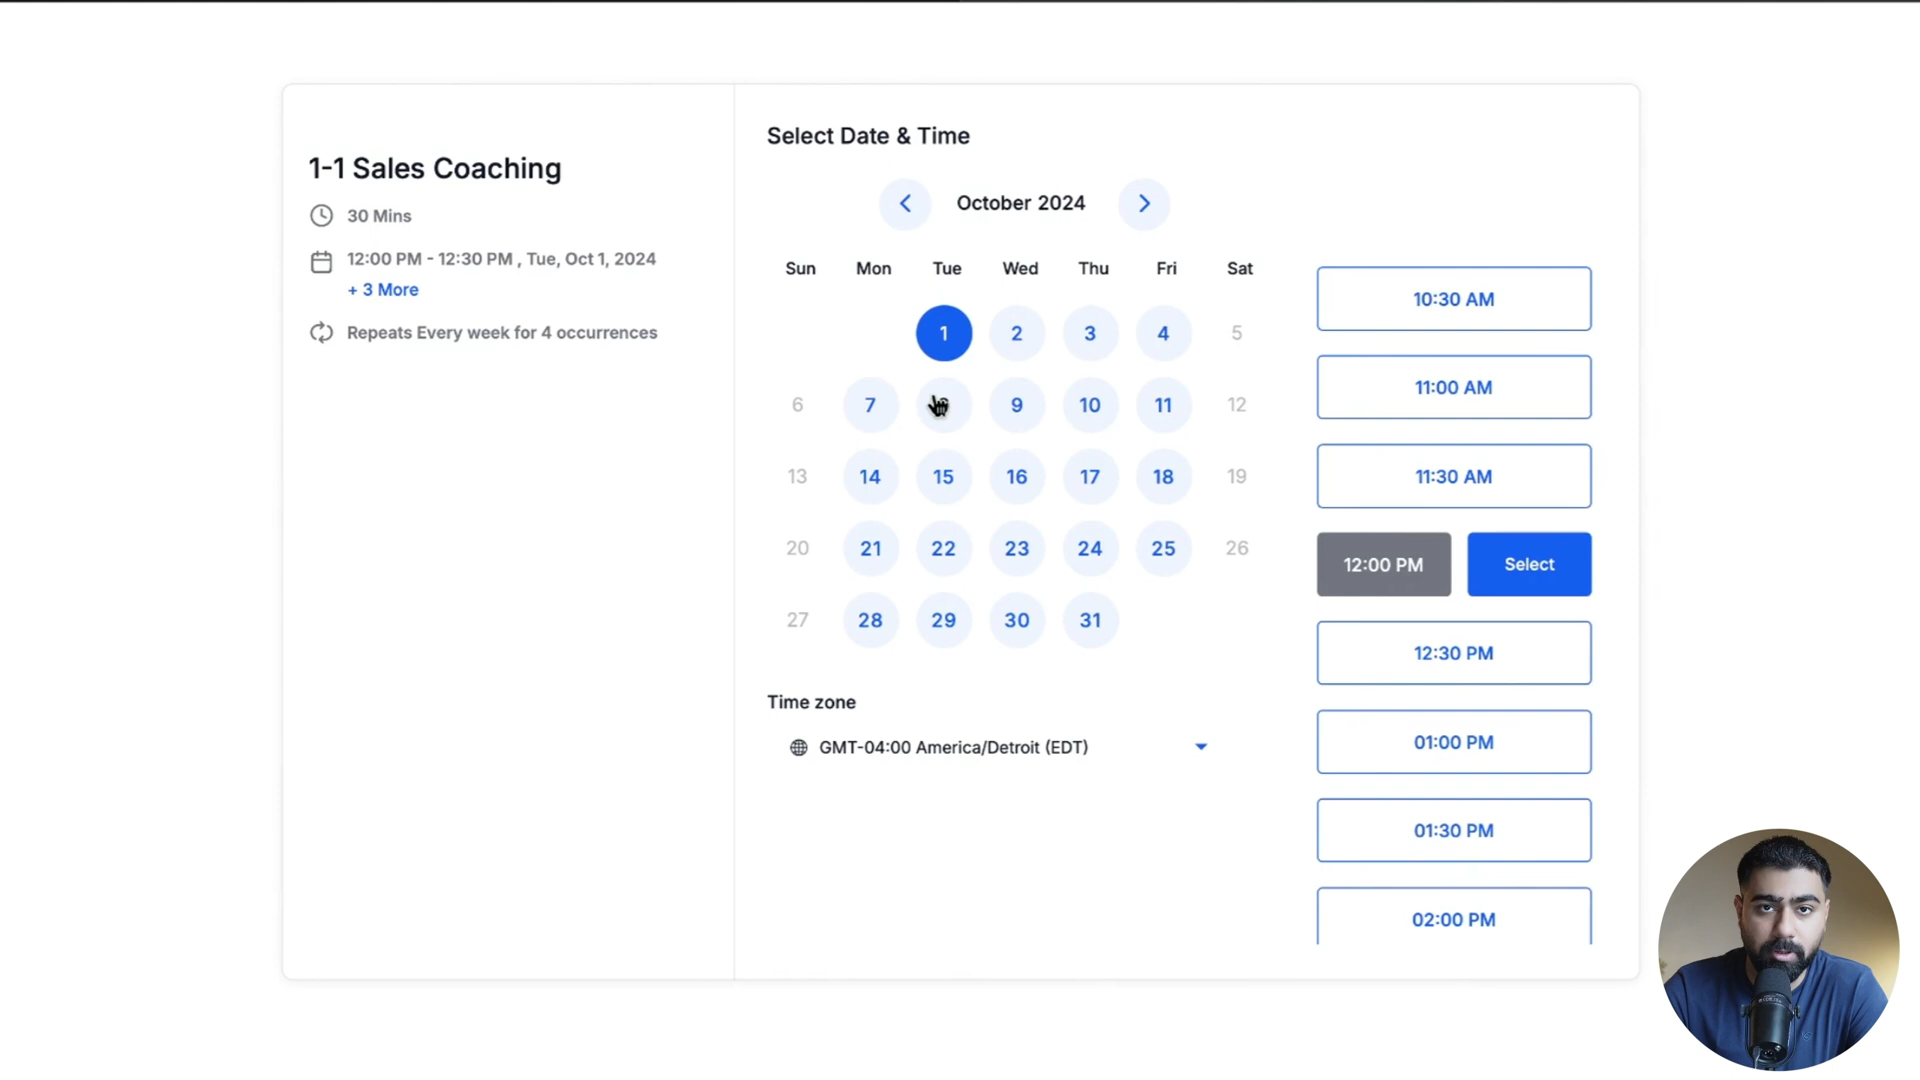 1-1 Sales Coaching
30 Mins
12:00 PM - 12:30 PM , Tue, Oct 1, 2024
+ 3 More
Repeats Every week for 4 occurrences
Select Date & Time
October 2024
Sun Mon Tue Wed Thu Fri Sat
1 2 3 4 5
6 7 9 10 11 12
13 14 15 16 17 18 19
20 21 22 23 24 25 26
27 28 29 30 31
Time zone
GMT-04:00 America/Detroit (EDT)
10:30 AM
11:00 AM
11:30 AM
12:00 PM Select
12:30 PM
01:00 PM
01:30 PM
02:00 PM